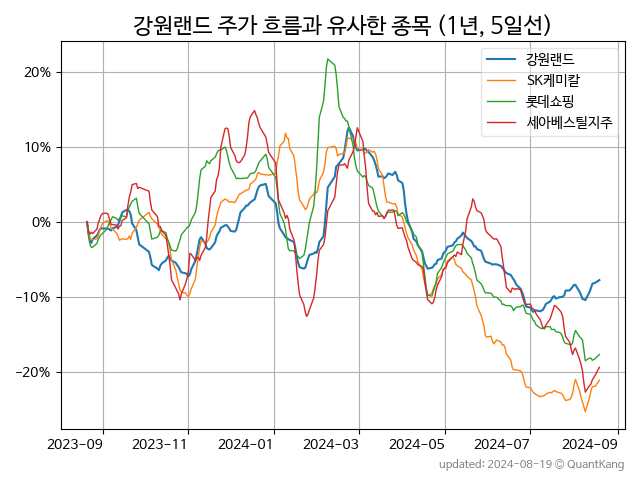 강원랜드 주가 흐름과 유사한 종목 (1년, 5일선)
강원랜드
SK케미칼
롯데쇼핑
세아베스틸지주
20%
10%
0%
−10%
−20%
2023−09 2023−11 2024−01 2024−03 2024−05 2024−07 2024−09
updated: 2024-08-19 © QuantKang